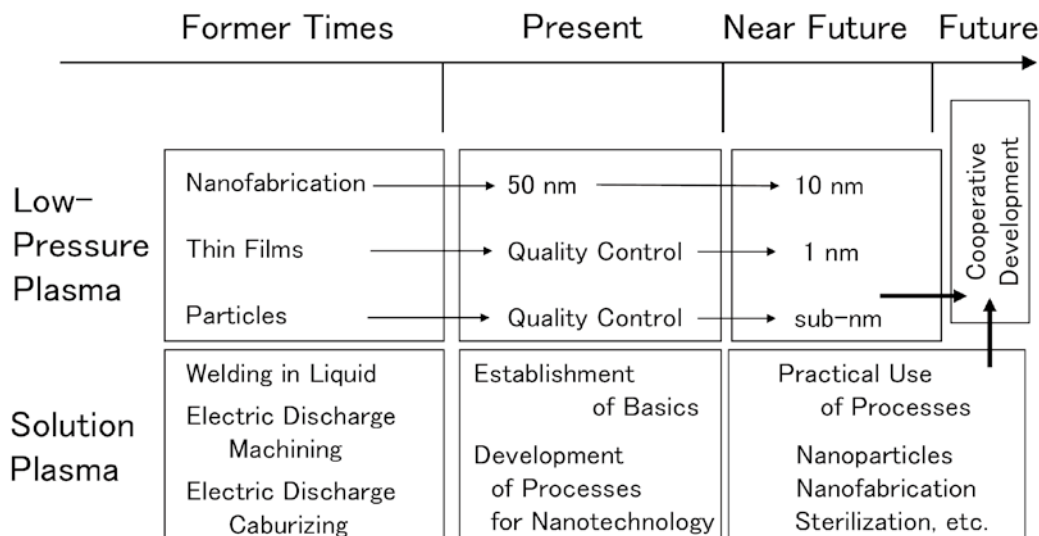 Former Times Present Near Future Future
Low-
Pressure
Plasma
Nanofabrication 50 nm 10 nm
Thin Films Quality Control 1 nm
Particles Quality Control sub-nm
Cooperative
Development
Solution
Plasma
Welding in Liquid
Electric Discharge
Machining
Electric Discharge
Caburizing
Establishment
of Basics
Development
of Processes
for Nanotechnology
Practical Use
of Processes
Nanoparticles
Nanofabrication
Sterilization, etc.